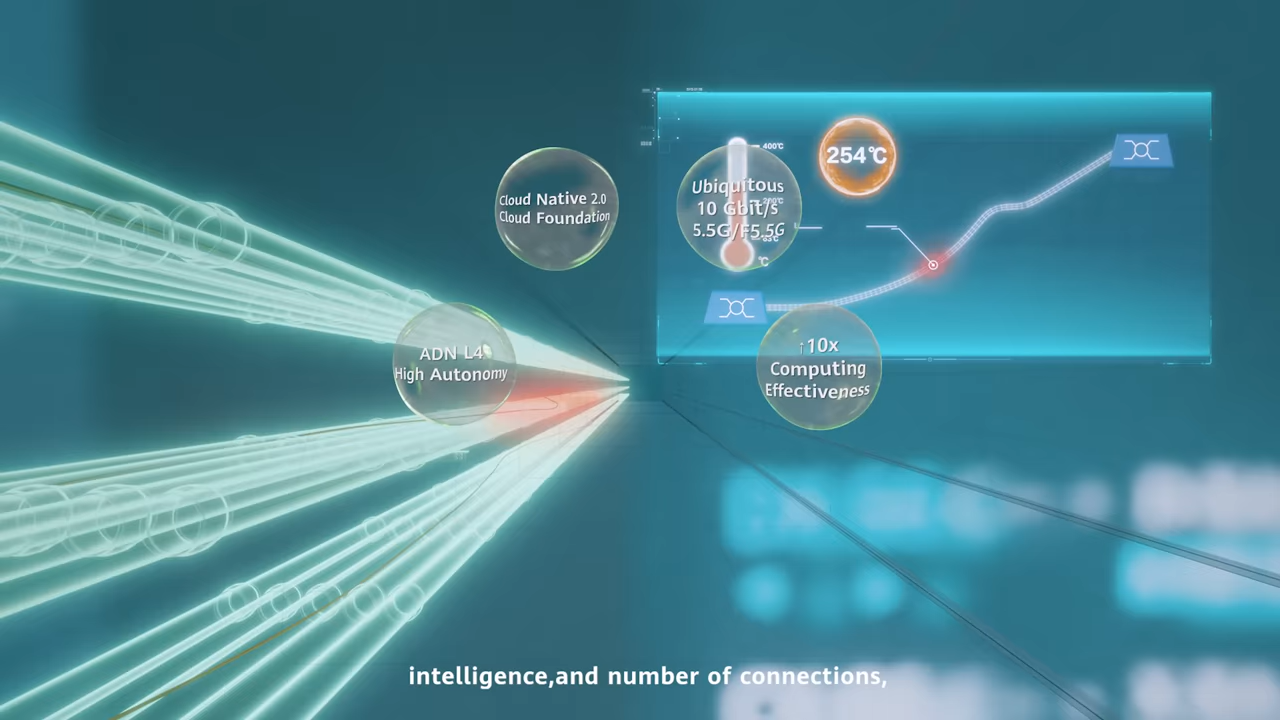 400℃
254℃
Cloud Native 2.0
Cloud Foundation
Ubiquitous
10 Gbit/s
5.5G/F5.5G
℃
ADN L4
High Autonomy
↑10x
Computing
Effectiveness
intelligence,and number of connections,